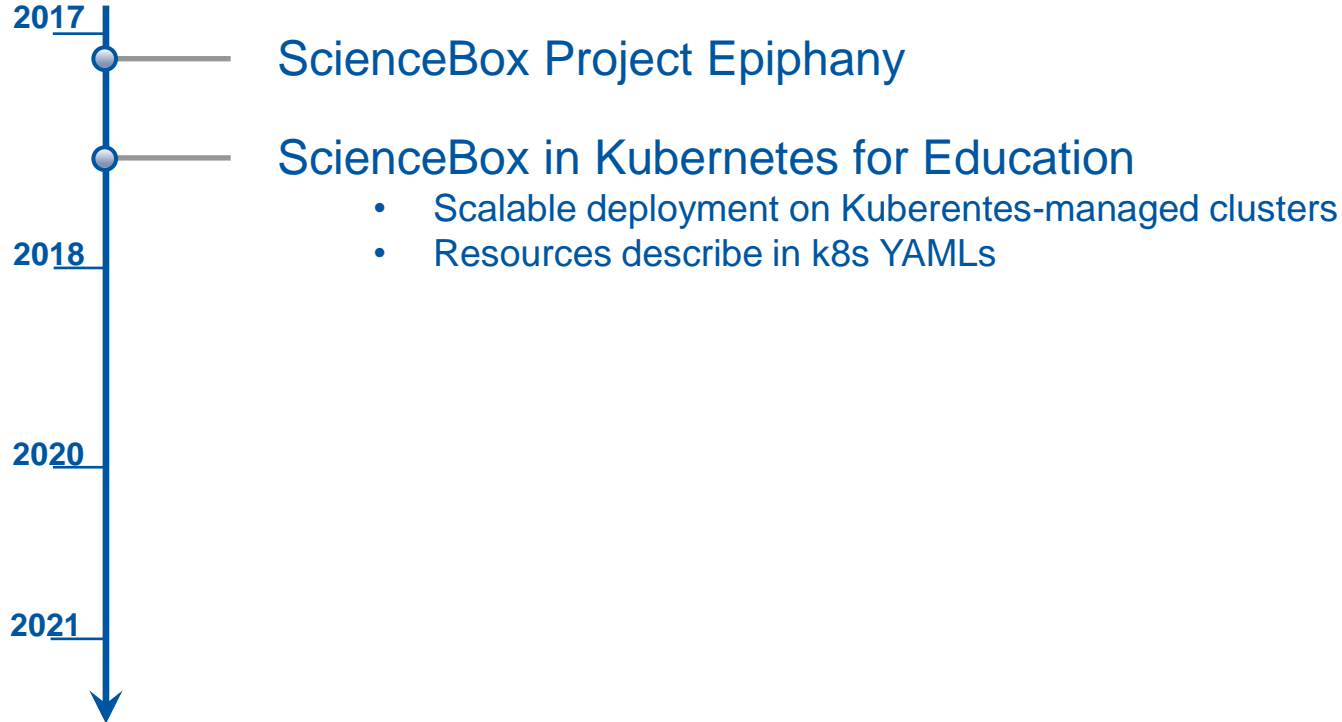 2017
ScienceBox Project Epiphany
ScienceBox in Kubernetes for Education
• Scalable deployment on Kuberentes-managed clusters
2018
• Resources describe in k8s YAMLs
2020
2021